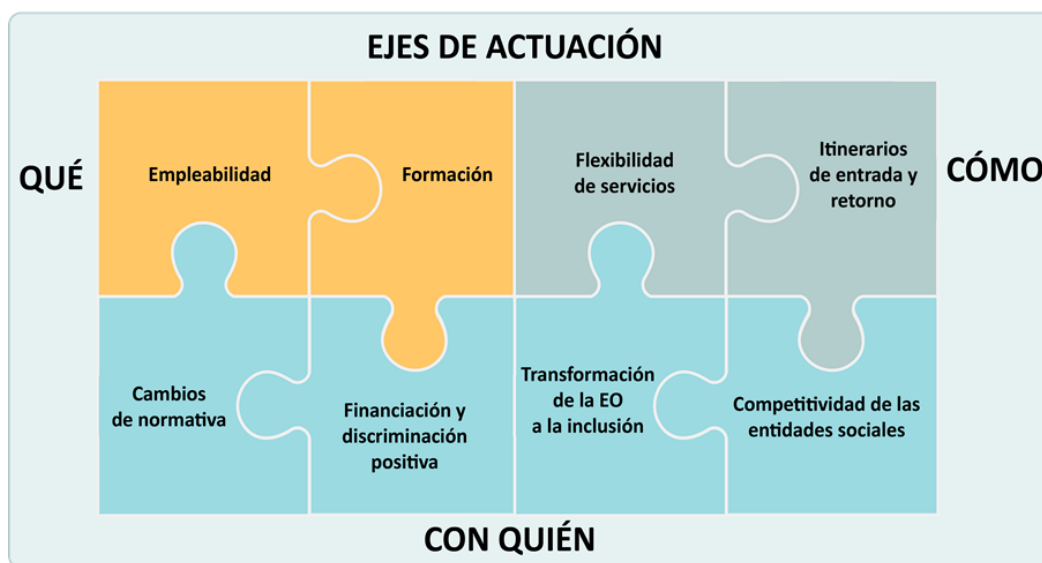 EJES DE ACTUACIÓN
QUÉ
Empleabilidad
Formación
Flexibilidad
de servicios
Itinerarios
de entrada y
retorno
CÓMO
Cambios
de normativa
Financiación y
discriminación
positiva
Transformación
de la EO
a la inclusión
Competitividad de las
entidades sociales
CON QUIÉN